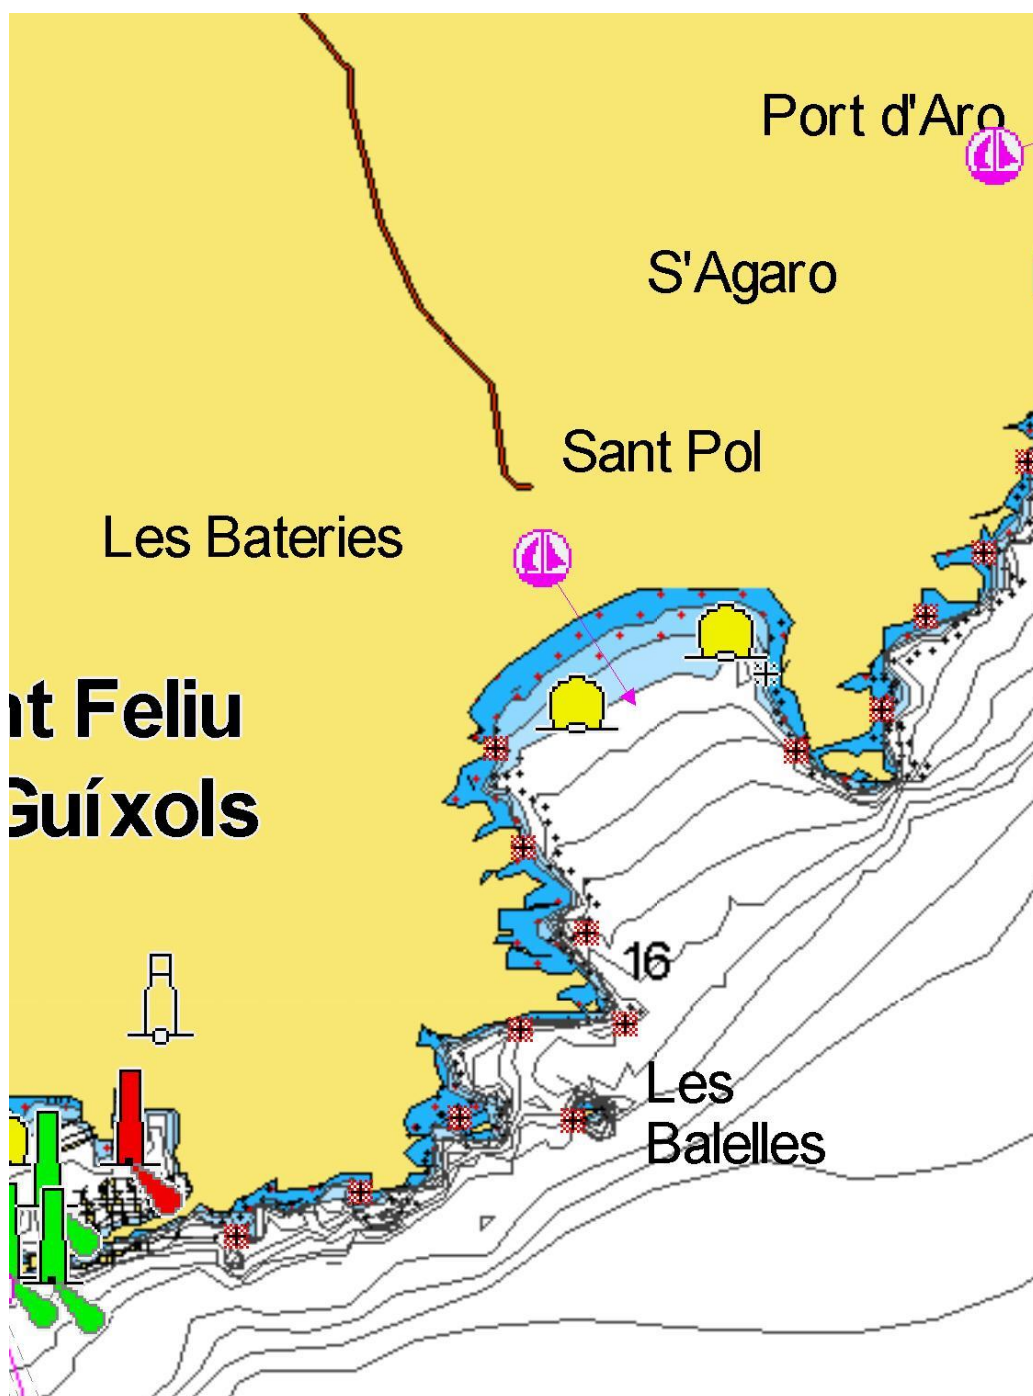 Port d'Aro
S'Agaro
Sant Pol
Les Bateries
nt Feliu
Guíxols
16
Les
Balelles